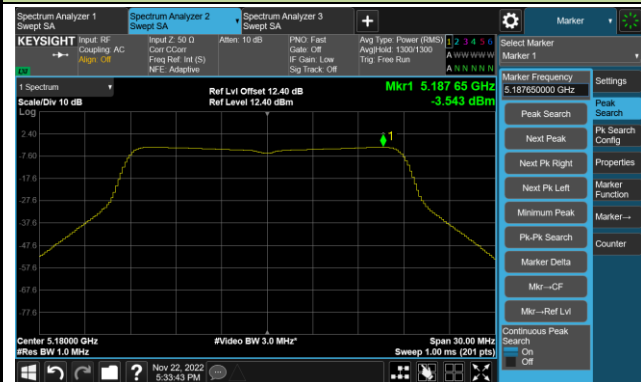 Spectrum Analyzer 1
Swept SA
Spectrum Analyzer 2
Swept SA
Spectrum Analyzer 3
Swept SA
+
Marker
KEYSIGHT
Input: RF
Coupling: AC
Align: Off
Input Z: 50 Ω
Corr CCorr
Freq Ref: Int (S)
NFE: Adaptive
Atten: 10 dB
PNO: Fast
Gate: Off
IF Gain: Low
Sig Track: Off
Avg Type: Power (RMS)
Avg|Hold: 1300/1300
Trig: Free Run
1 2 3 4 5 6
A W W W W W
A N N N N N
LXI
Select Marker
Marker 1
1 Spectrum
Scale/Div 10 dB
Log
Ref Lvl Offset 12.40 dB
Ref Level 12.40 dBm
Mkr1 5.187 65 GHz
-3.543 dBm
1
2.40
-7.60
-17.6
-27.6
-37.6
-47.6
-57.6
-67.6
-77.6
Center 5.18000 GHz
#Res BW 1.0 MHz
#Video BW 3.0 MHz*
Span 30.00 MHz
Sweep 1.00 ms (201 pts)
Marker Frequency
5.187650000 GHz
Peak Search
Next Peak
Next Pk Right
Next Pk Left
Minimum Peak
Pk-Pk Search
Marker Delta
Mkr→CF
Mkr→Ref Lvl
Continuous Peak
Search
On
Off
Settings
Peak
Search
Pk Search
Config
Properties
Marker
Function
Marker→
Counter
?
Nov 22, 2022
5:33:43 PM